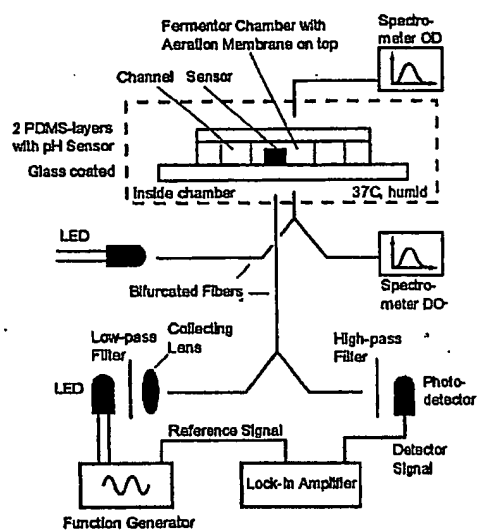 Fermentor Chamber with
Aeration Membrane on top
Spectro-
meter OD
Channel Sensor
2 PDMS-layers
with pH Sensor
Glass coated
Inside chamber
37C, humid
LED
Bifurcated Fibers
Spectro-
meter DO
Low-pass
Filter
Collecting
Lens
High-pass
Filter
LED
Photo-
detector
Reference Signal
Detector
Signal
Lock-In Amplifier
Function Generator